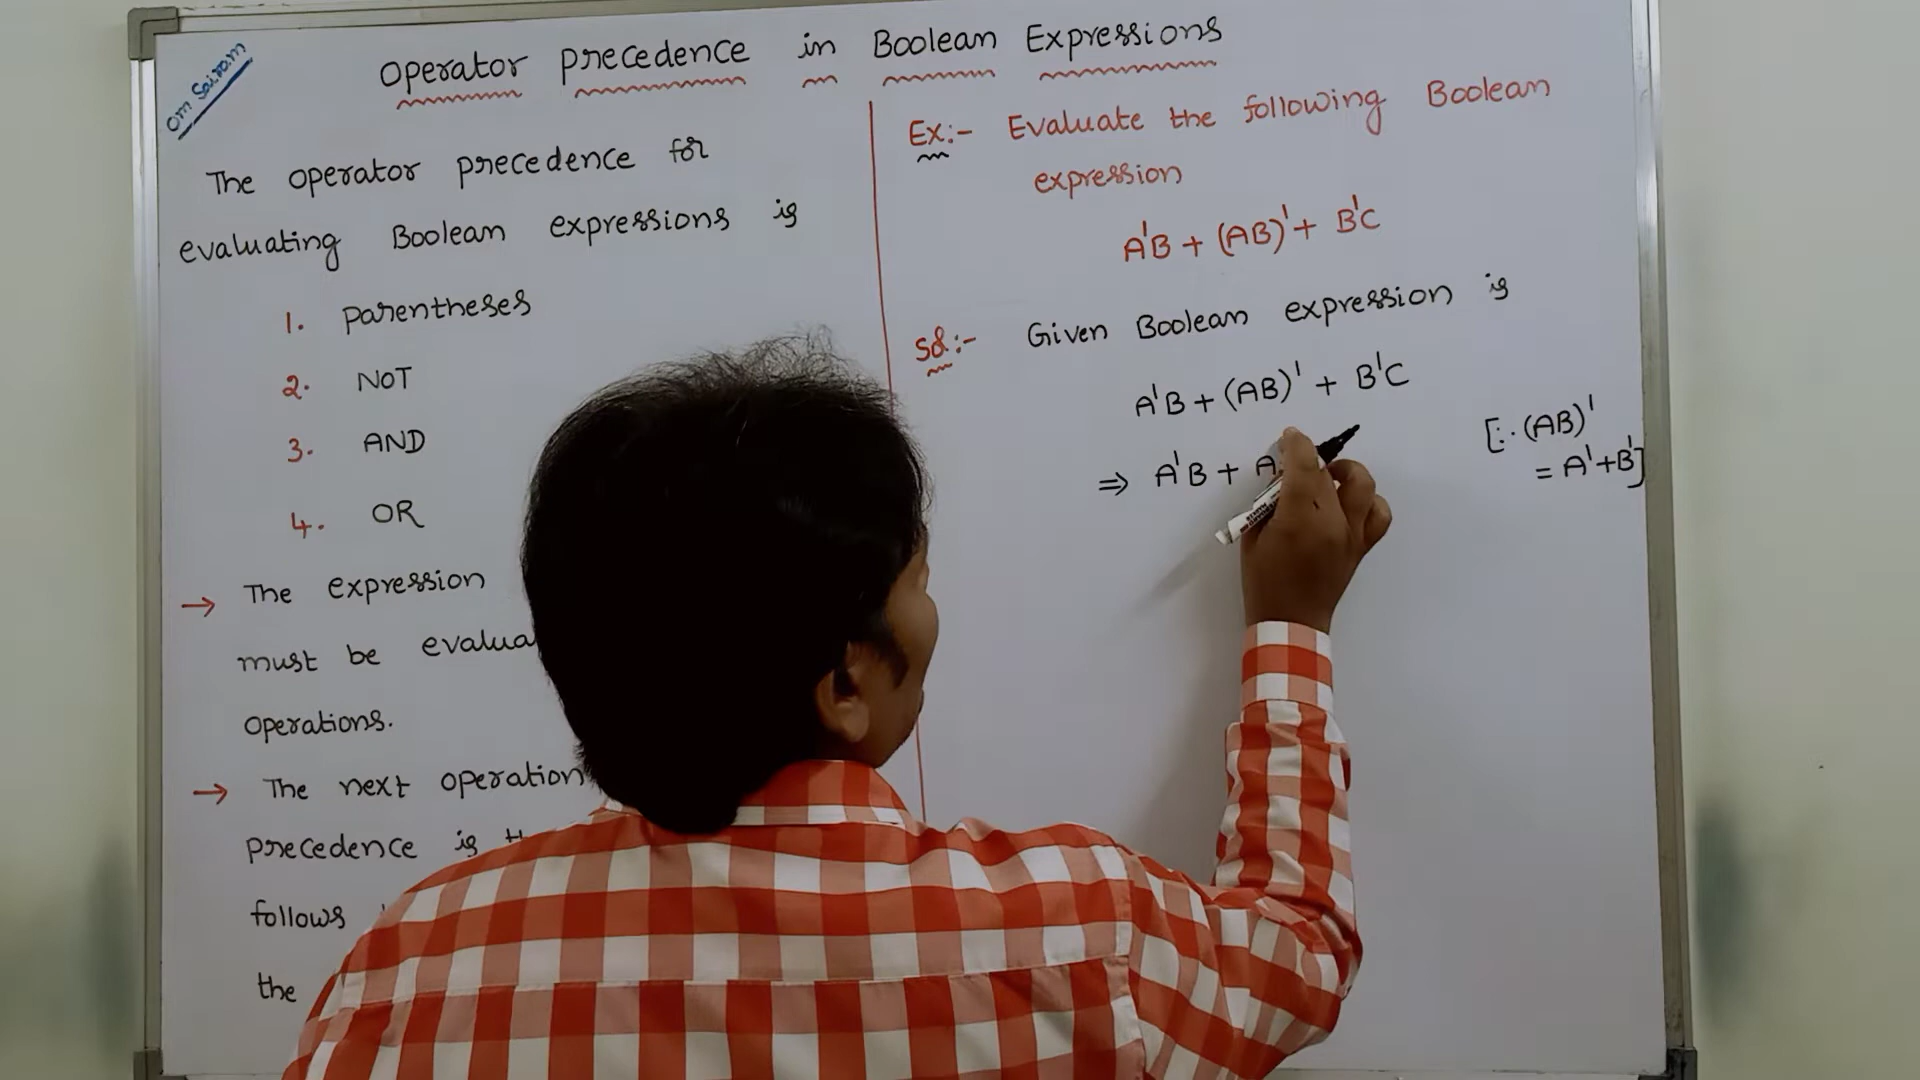 Om Sairam
Operator precedence in Boolean Expressions
The operator precedence for
evaluating Boolean expressions is
1. parentheses
2. NOT
3. AND
4. OR
→ The expression
must be
operations.
→ The next operation
precedence is
follows
the
Ex:- Evaluate the following Boolean
expression
A'B + (AB)' + B'C
Sol:- Given Boolean expression is
A'B + (AB)' + B'C
⇒ A'B + A
[∵ (AB)'
= A'+B']